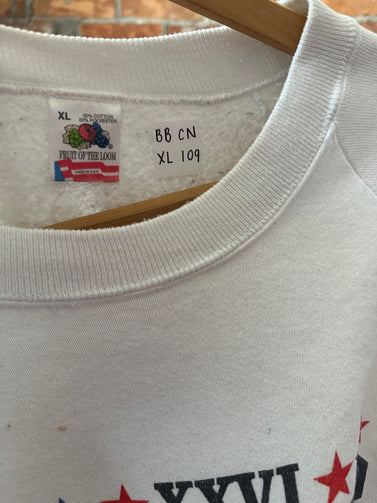 XL
50% COTTON
50% POLYESTER
FRUIT OF THE LOOM
MADE IN U.S.A.
BB CN
XL 109
XXVI